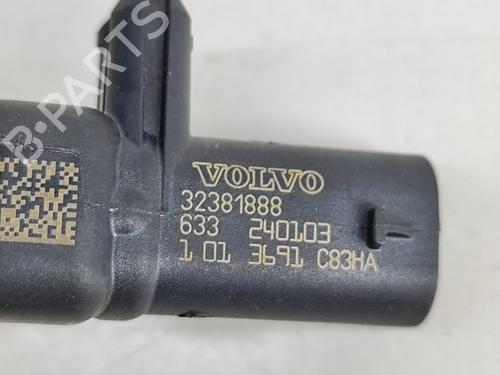 B-PARTS
VOLVO
32381888
633 240103
1 01 3691 C83HA